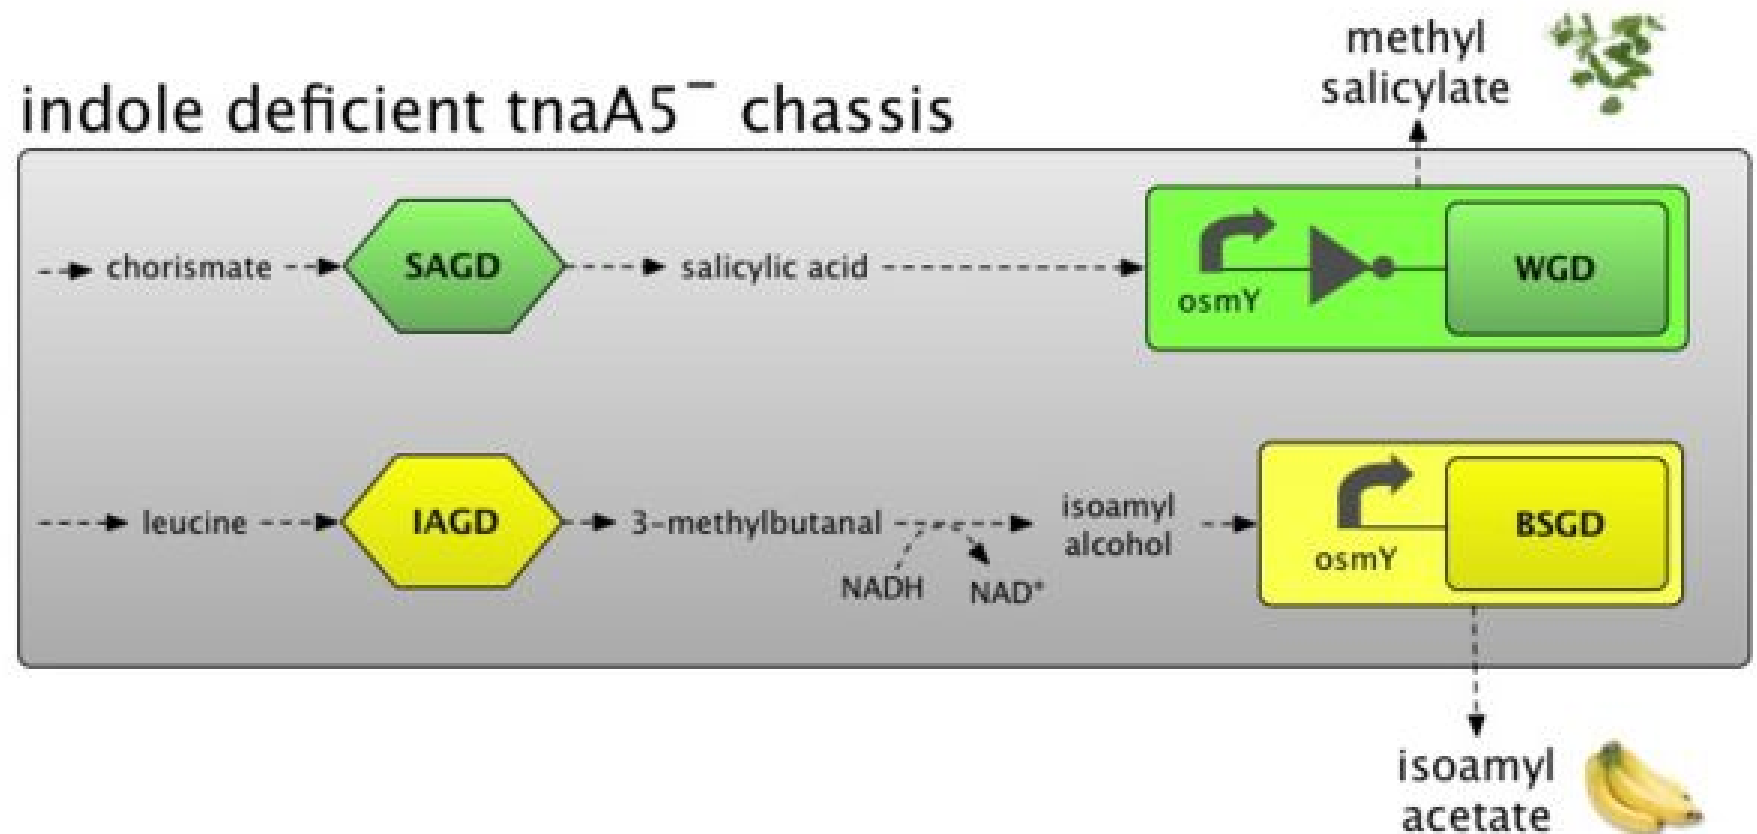 methyl
salicylate
indole deficient tnaA5⁻ chassis
chorismate SAGD salicylic acid osmY WGD
leucine IAGD 3-methylbutanal NADH NAD⁺ isoamyl
alcohol osmY BSGD
isoamyl
acetate